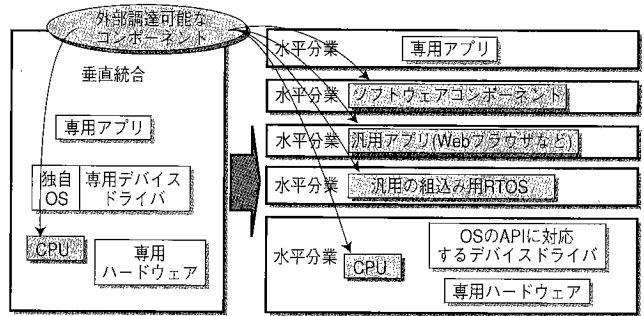 外部調達可能な
コンポーネント
垂直統合
専用アプリ
独自
OS
専用デバイス
ドライバ
CPU
専用
ハードウェア
水平分業
専用アプリ
水平分業
ソフトウェアコンポーネント
水平分業
汎用アプリ(Webブラウザなど)
水平分業
汎用の組込み用RTOS
水平分業
CPU
OSのAPIに対応
するデバイスドライバ
専用ハードウェア